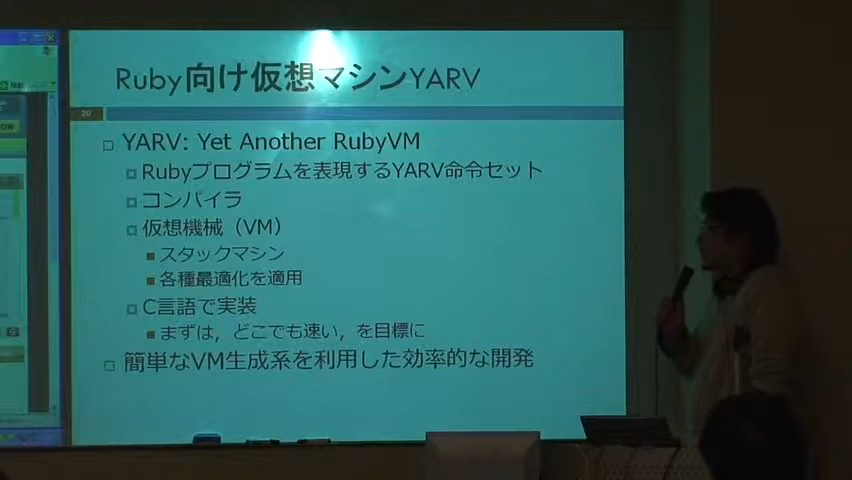 Ruby向け仮想マシンYARV
20
YARV: Yet Another RubyVM
Rubyプログラムを表現するYARV命令セット
コンパイラ
仮想機械（VM）
スタックマシン
各種最適化を適用
C言語で実装
まずは，どこでも速い，を目標に
簡単なVM生成系を利用した効率的な開発